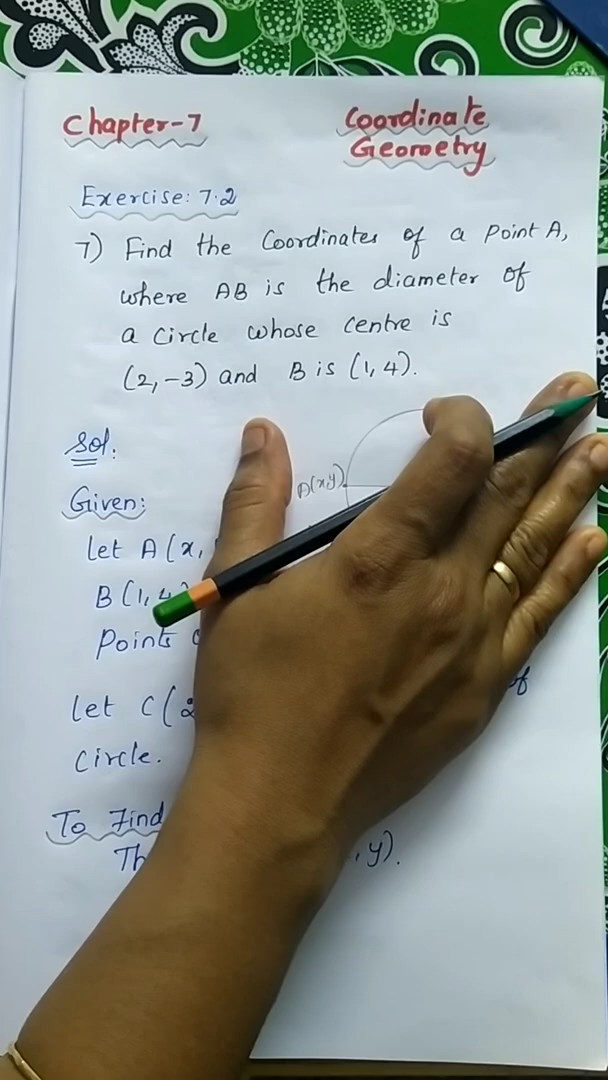 Chapter-7
Coordinate
Geometry
Exercise: 7.2
7) Find the Coordinates of a point A,
where AB is the diameter of
a circle whose centre is
(2,-3) and B is (1,4).
Sol.
A(x,y)
Given:
let A(x,
B(1,4
Points
let C(2 of
circle.
To Find
Th , y).